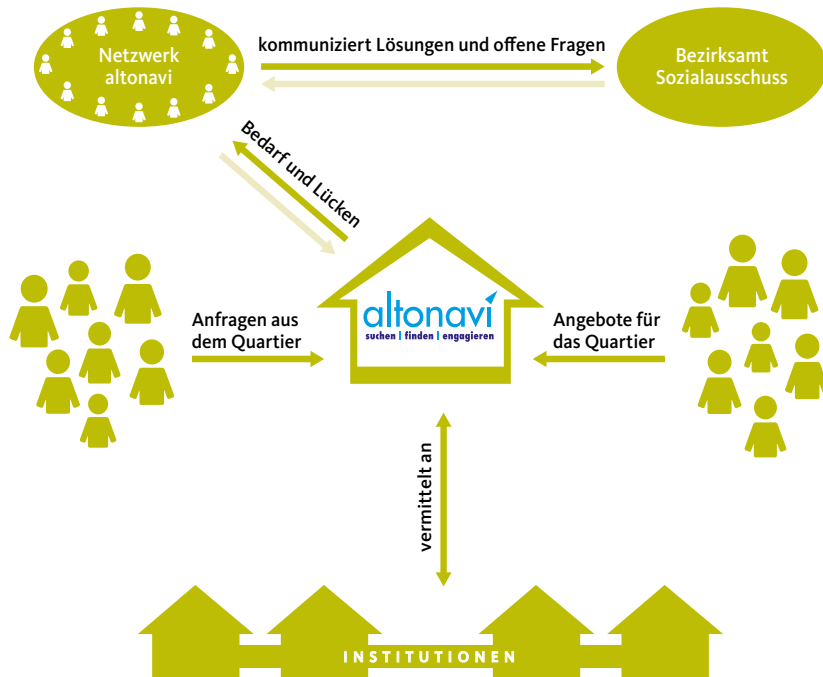 Netzwerk
altonavi
kommuniziert Lösungen und offene Fragen
Bezirksamt
Sozialausschuss
Bedarf und Lücken
Anfragen aus
dem Quartier
altonavi
suchen | finden | engagieren
Angebote für
das Quartier
vermittelt an
INSTITUTIONEN